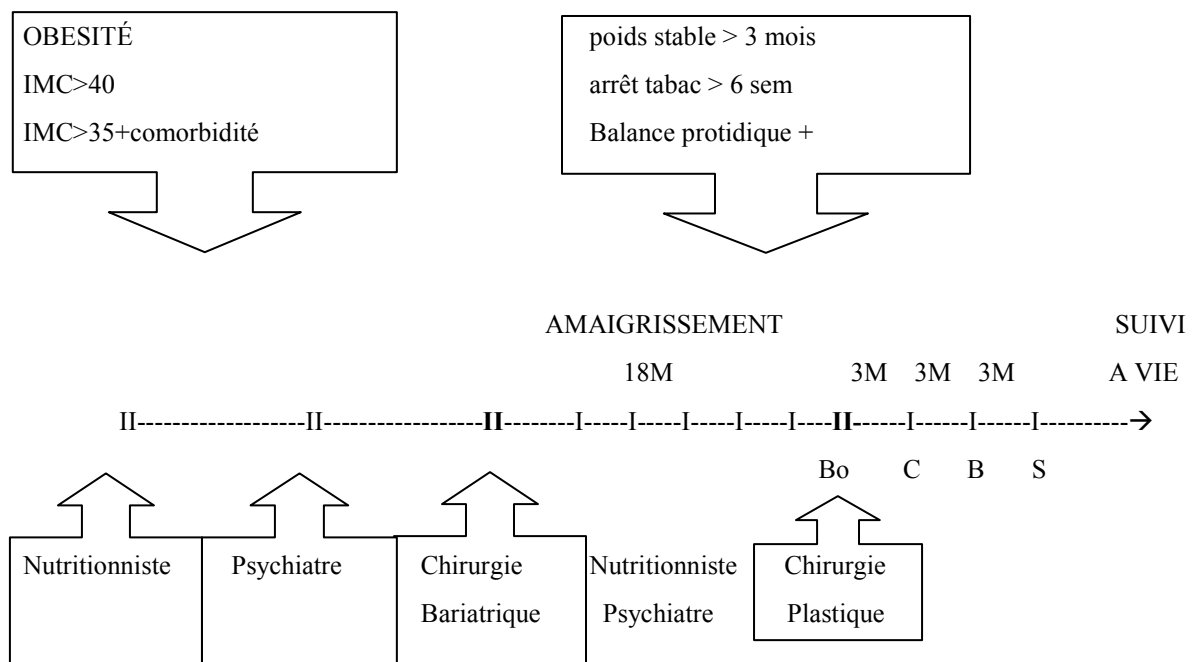 OBESITÉ
IMC>40
IMC>35+comorbidité
poids stable > 3 mois
arrêt tabac > 6 sem
Balance protidique +
AMAIGRISSEMENT SUIVI
18M 3M 3M 3M A VIE
II-------------------II------------------II--------I-----I-----I-----I-----I----II------I------I------I----------→
Bo C B S
Nutritionniste Psychiatre Chirurgie Nutritionniste Chirurgie
Bariatrique Psychiatre Plastique